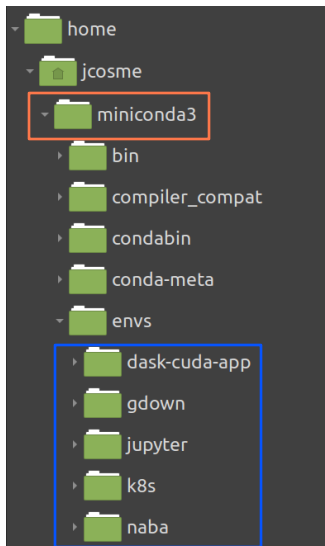 home
jcosme
miniconda3
bin
compiler_compat
condabin
conda-meta
envs
dask-cuda-app
gdown
jupyter
k8s
naba